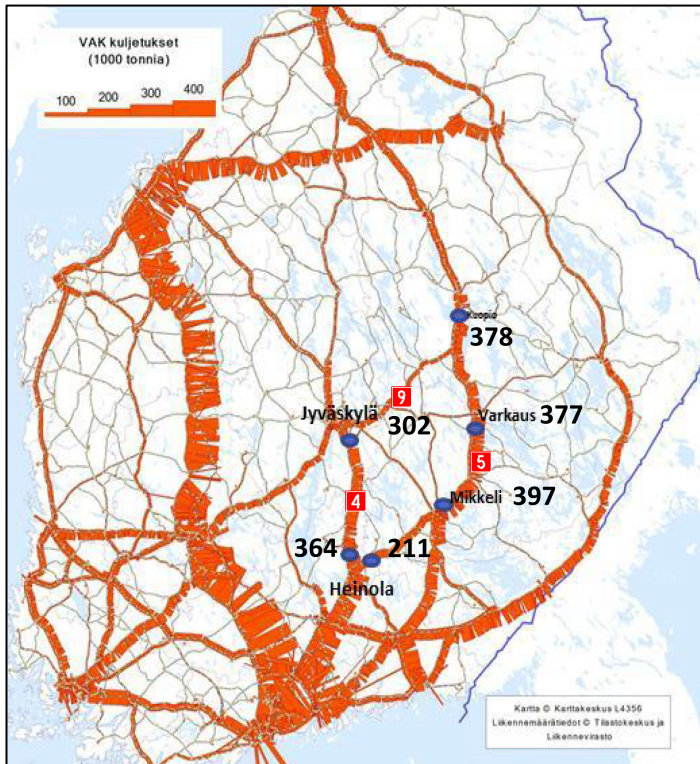 VAK kuljetukset
(1000 tonnia)
100 200 300 400
Kuopio
378
9
Jyväskylä
302
Varkaus 377
5
4
Mikkeli 397
364
211
Heinola
Kartta © Karttakeskus L4356
Liikennemäärätiedot © Tilastokeskus ja
Liikennevirasto